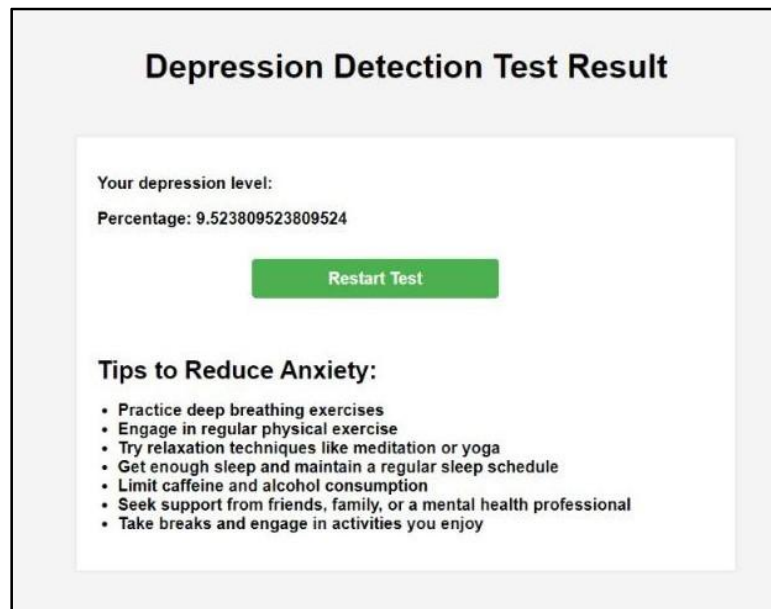 Depression Detection Test Result
Your depression level:
Percentage: 9.523809523809524
Restart Test
Tips to Reduce Anxiety:
• Practice deep breathing exercises
• Engage in regular physical exercise
• Try relaxation techniques like meditation or yoga
• Get enough sleep and maintain a regular sleep schedule
• Limit caffeine and alcohol consumption
• Seek support from friends, family, or a mental health professional
• Take breaks and engage in activities you enjoy